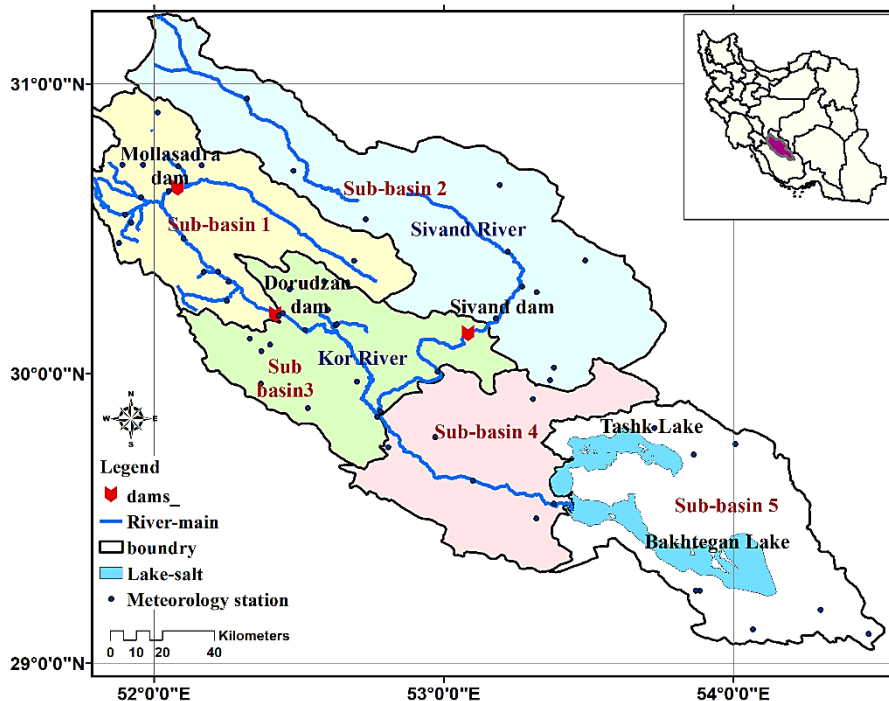 31°0'0"N
30°0'0"N
29°0'0"N
52°0'0"E
53°0'0"E
54°0'0"E
Mollasadra
dam
Sub-basin 1
Sub-basin 2
Sivand River
Dorudzan
dam
Sivand dam
Kor River
Sub
basin3
Sub-basin 4
Tashk Lake
Sub-basin 5
Bakhtegan Lake
N
W
E
S
Legend
dams_
River-main
boundry
Lake-salt
Meteorology station
Kilometers
0 10 20 40